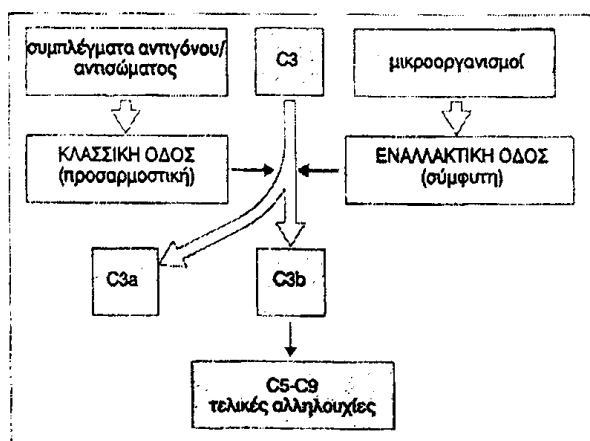 συμπλέγματα αντιγόνου/
αντισώματος
C3
μικροοργανισμοί
ΚΛΑΣΣΙΚΗ ΟΔΟΣ
(προσαρμοστική)
ΕΝΑΛΛΑΚΤΙΚΗ ΟΔΟΣ
(σύμφυτη)
C3a
C3b
C5-C9
τελικές αλληλουχίες